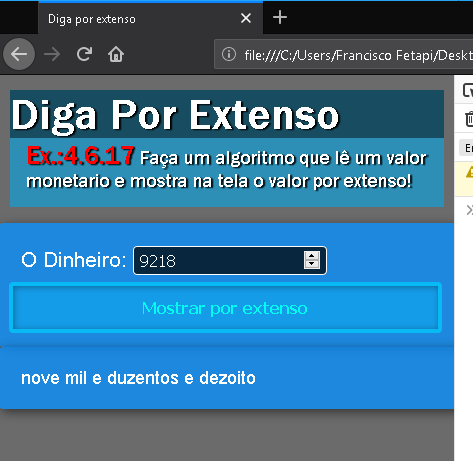 Diga por extenso
file:///C:/Users/Francisco Fetapi/Deskt
Diga Por Extenso
Ex.:4.6.17 Faça um algoritmo que lê um valor
monetario e mostra na tela o valor por extenso!
O Dinheiro: 9218
Mostrar por extenso
nove mil e duzentos e dezoito